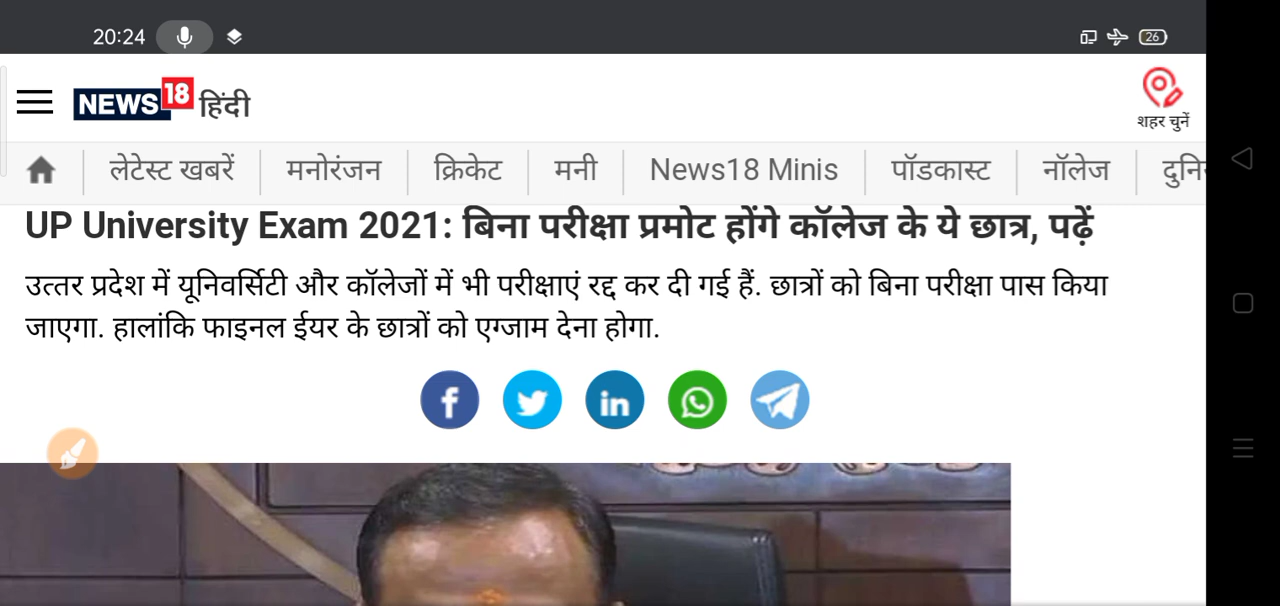 20:24
26
NEWS18 हिंदी
शहर चुनें
लेटेस्ट खबरें मनोरंजन क्रिकेट मनी News18 Minis पॉडकास्ट नॉलेज
UP University Exam 2021: बिना परीक्षा प्रमोट होंगे कॉलेज के ये छात्र, पढ़ें
उत्तर प्रदेश में यूनिवर्सिटी और कॉलेजों में भी परीक्षाएं रद्द कर दी गई हैं. छात्रों को बिना परीक्षा पास किया
जाएगा. हालांकि फाइनल ईयर के छात्रों को एग्जाम देना होगा.